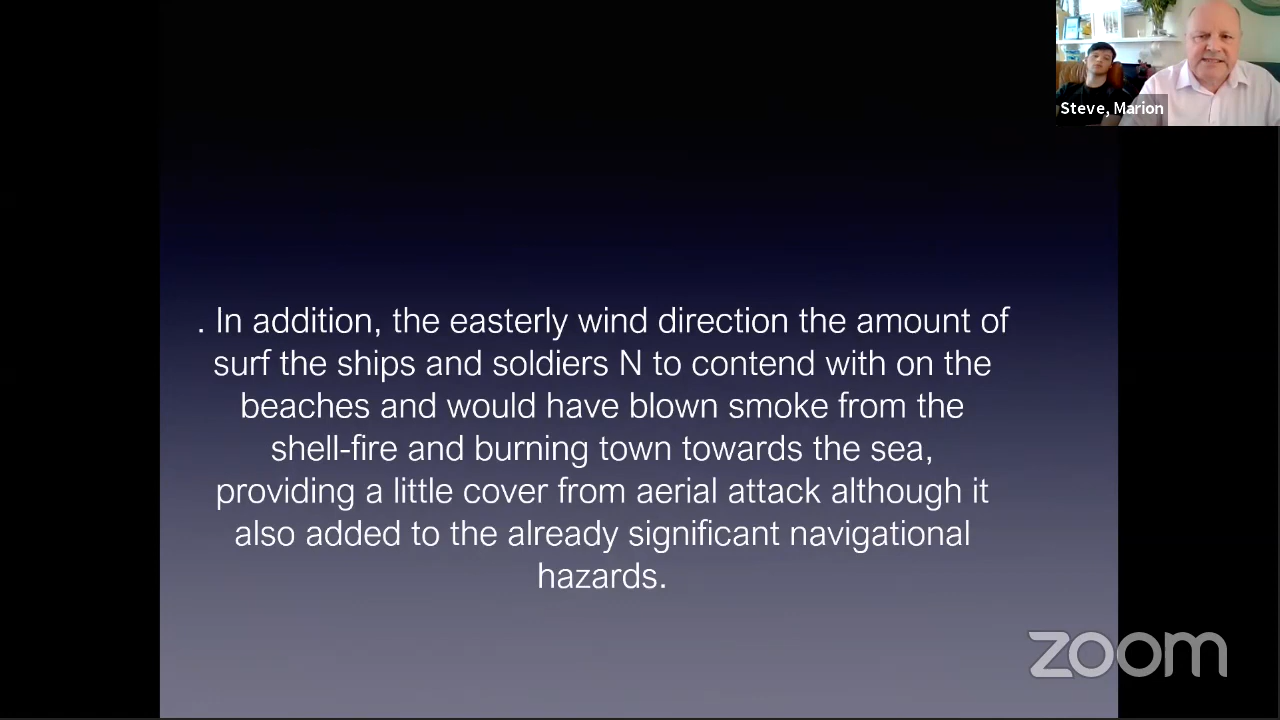 Steve, Marion
. In addition, the easterly wind direction the amount of
surf the ships and soldiers N to contend with on the
beaches and would have blown smoke from the
shell-fire and burning town towards the sea,
providing a little cover from aerial attack although it
also added to the already significant navigational
hazards.
zoom